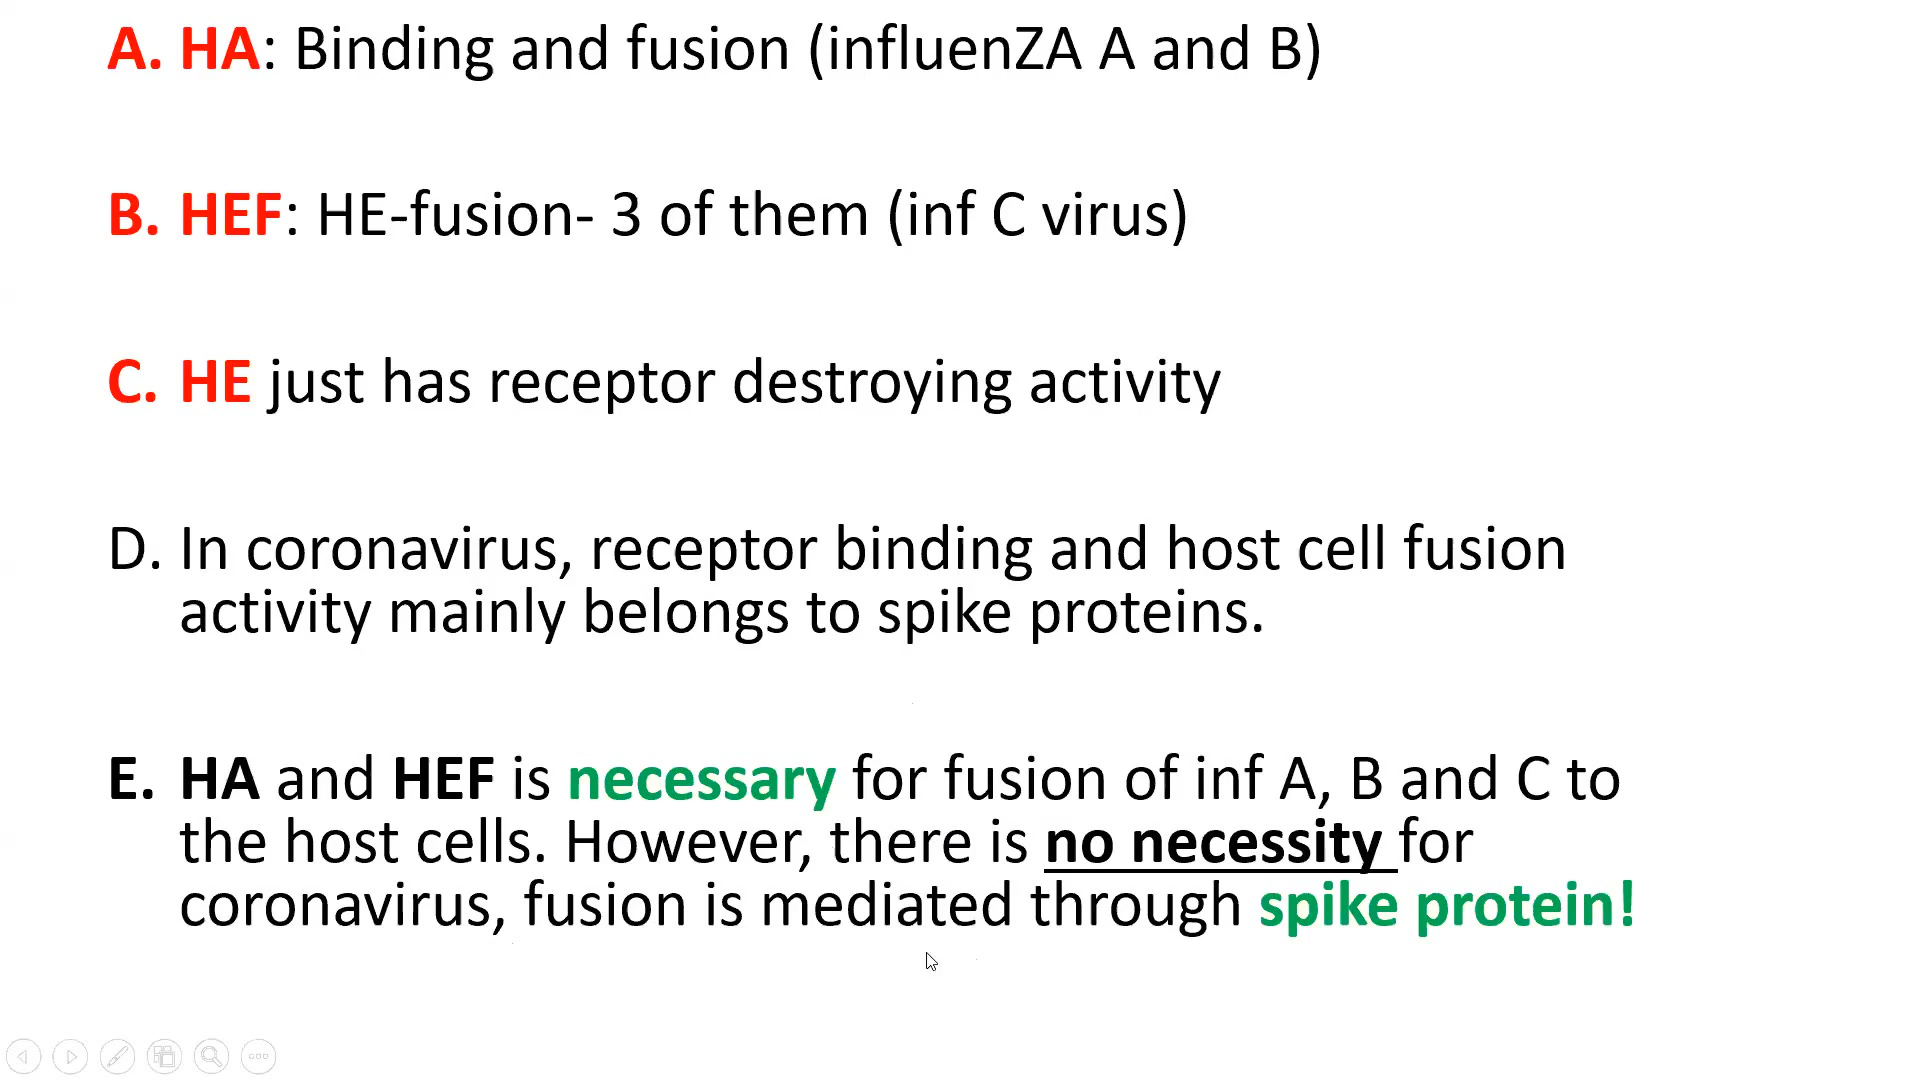 A. HA: Binding and fusion (influenZA A and B)
B. HEF: HE-fusion- 3 of them (inf C virus)
C. HE just has receptor destroying activity
D. In coronavirus, receptor binding and host cell fusion
activity mainly belongs to spike proteins.
E. HA and HEF is necessary for fusion of inf A, B and C to
the host cells. However, there is no necessity for
coronavirus, fusion is mediated through spike protein!